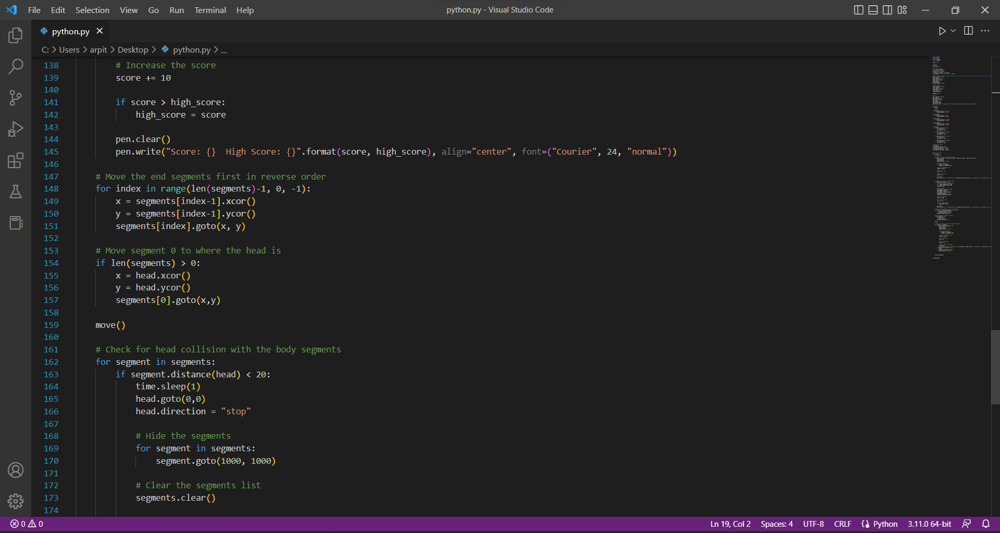 File Edit Selection View Go Run Terminal Help python.py - Visual Studio Code
python.py
C: > Users > arpit > Desktop > python.py > ...
138 # Increase the score
139 score += 10
140
141 if score > high_score:
142 high_score = score
143
144 pen.clear()
145 pen.write("Score: {}  High Score: {}".format(score, high_score), align="center", font=("Courier", 24, "normal"))
146
147 # Move the end segments first in reverse order
148 for index in range(len(segments)-1, 0, -1):
149 x = segments[index-1].xcor()
150 y = segments[index-1].ycor()
151 segments[index].goto(x, y)
152
153 # Move segment 0 to where the head is
154 if len(segments) > 0:
155 x = head.xcor()
156 y = head.ycor()
157 segments[0].goto(x,y)
158
159 move()
160
161 # Check for head collision with the body segments
162 for segment in segments:
163 if segment.distance(head) < 20:
164 time.sleep(1)
165 head.goto(0,0)
166 head.direction = "stop"
167
168 # Hide the segments
169 for segment in segments:
170 segment.goto(1000, 1000)
171
172 # Clear the segments list
173 segments.clear()
174
0 0 Ln 19, Col 2 Spaces: 4 UTF-8 CRLF Python 3.11.0 64-bit